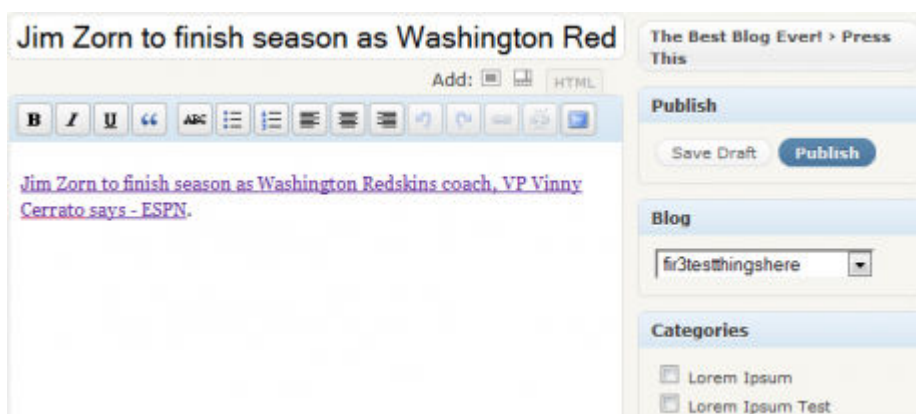 Jim Zorn to finish season as Washington Red
Add:
HTML
B I U “ ABC
Jim Zorn to finish season as Washington Redskins coach, VP Vinny
Cerrato says - ESPN.
The Best Blog Ever! › Press
This
Publish
Save Draft Publish
Blog
fir3testthingshere
Categories
Lorem Ipsum
Lorem Ipsum Test